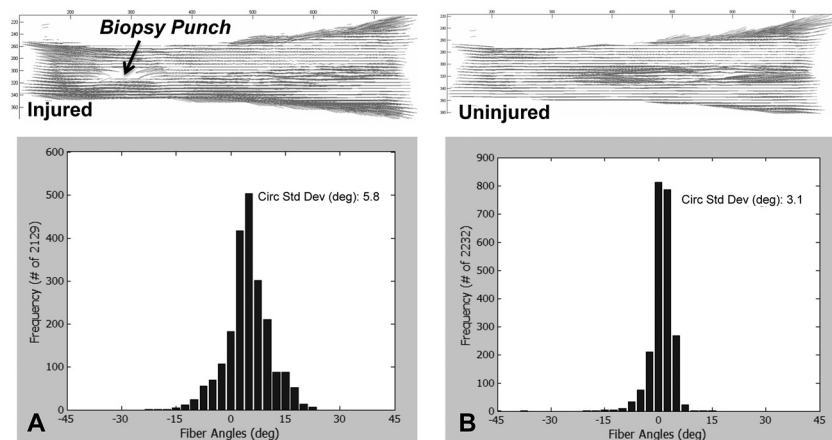 Biopsy Punch
Injured
Uninjured
600
500
400
300
200
100
0
Frequency (# of 2129)
Circ Std Dev (deg): 5.8
-45 -30 -15 0 15 30 45
Fiber Angles (deg)
A
900
800
700
600
500
400
300
200
100
0
Frequency (# of 2232)
Circ Std Dev (deg): 3.1
-45 -30 -15 0 15 30 45
Fiber Angles (deg)
B